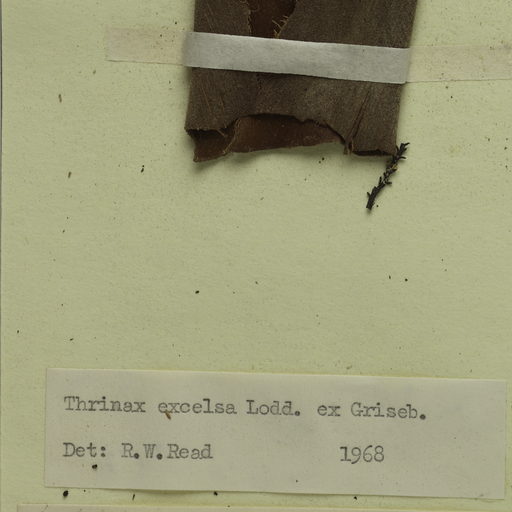 Thrinax excelsa Lodd. ex Griseb.
Det: R.W.Read 1968